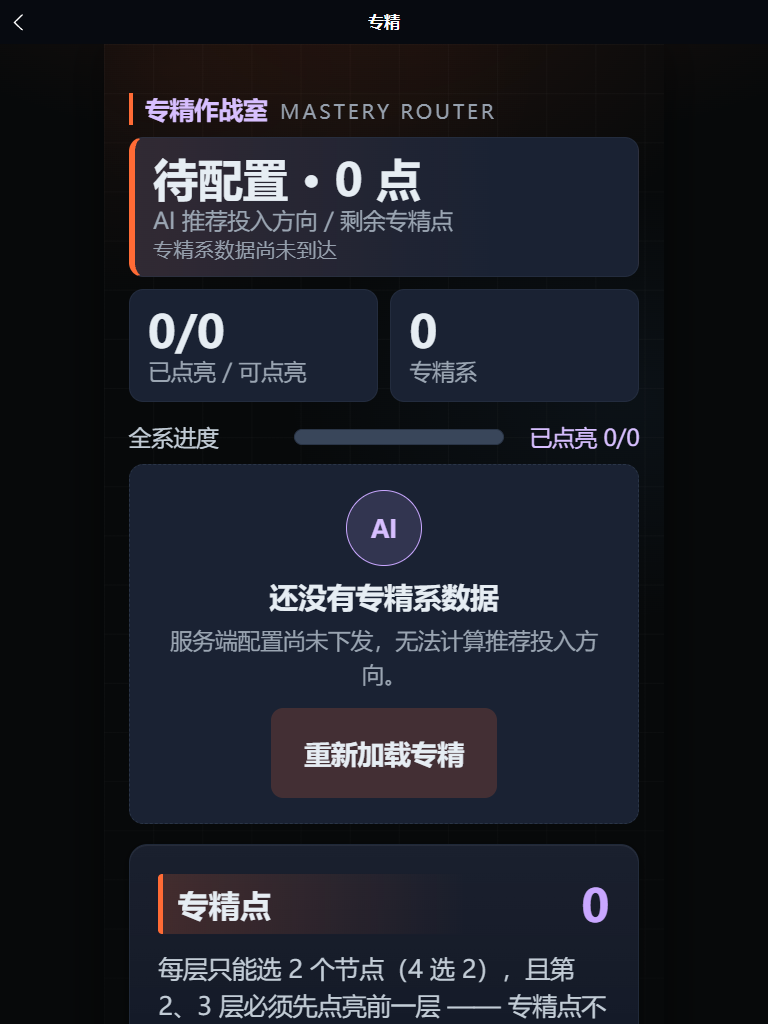 专精
专精作战室 MASTERY ROUTER
待配置·0 点
AI 推荐投入方向 / 剩余专精点
专精系数据尚未到达
0/0
已点亮 / 可点亮
0
专精系
全系进度
已点亮 0/0
AI
还没有专精系数据
服务端配置尚未下发，无法计算推荐投入方
向。
重新加载专精
专精点
0
每层只能选 2 个节点（4 选 2），且第
2、3 层必须先点亮前一层 —— 专精点不